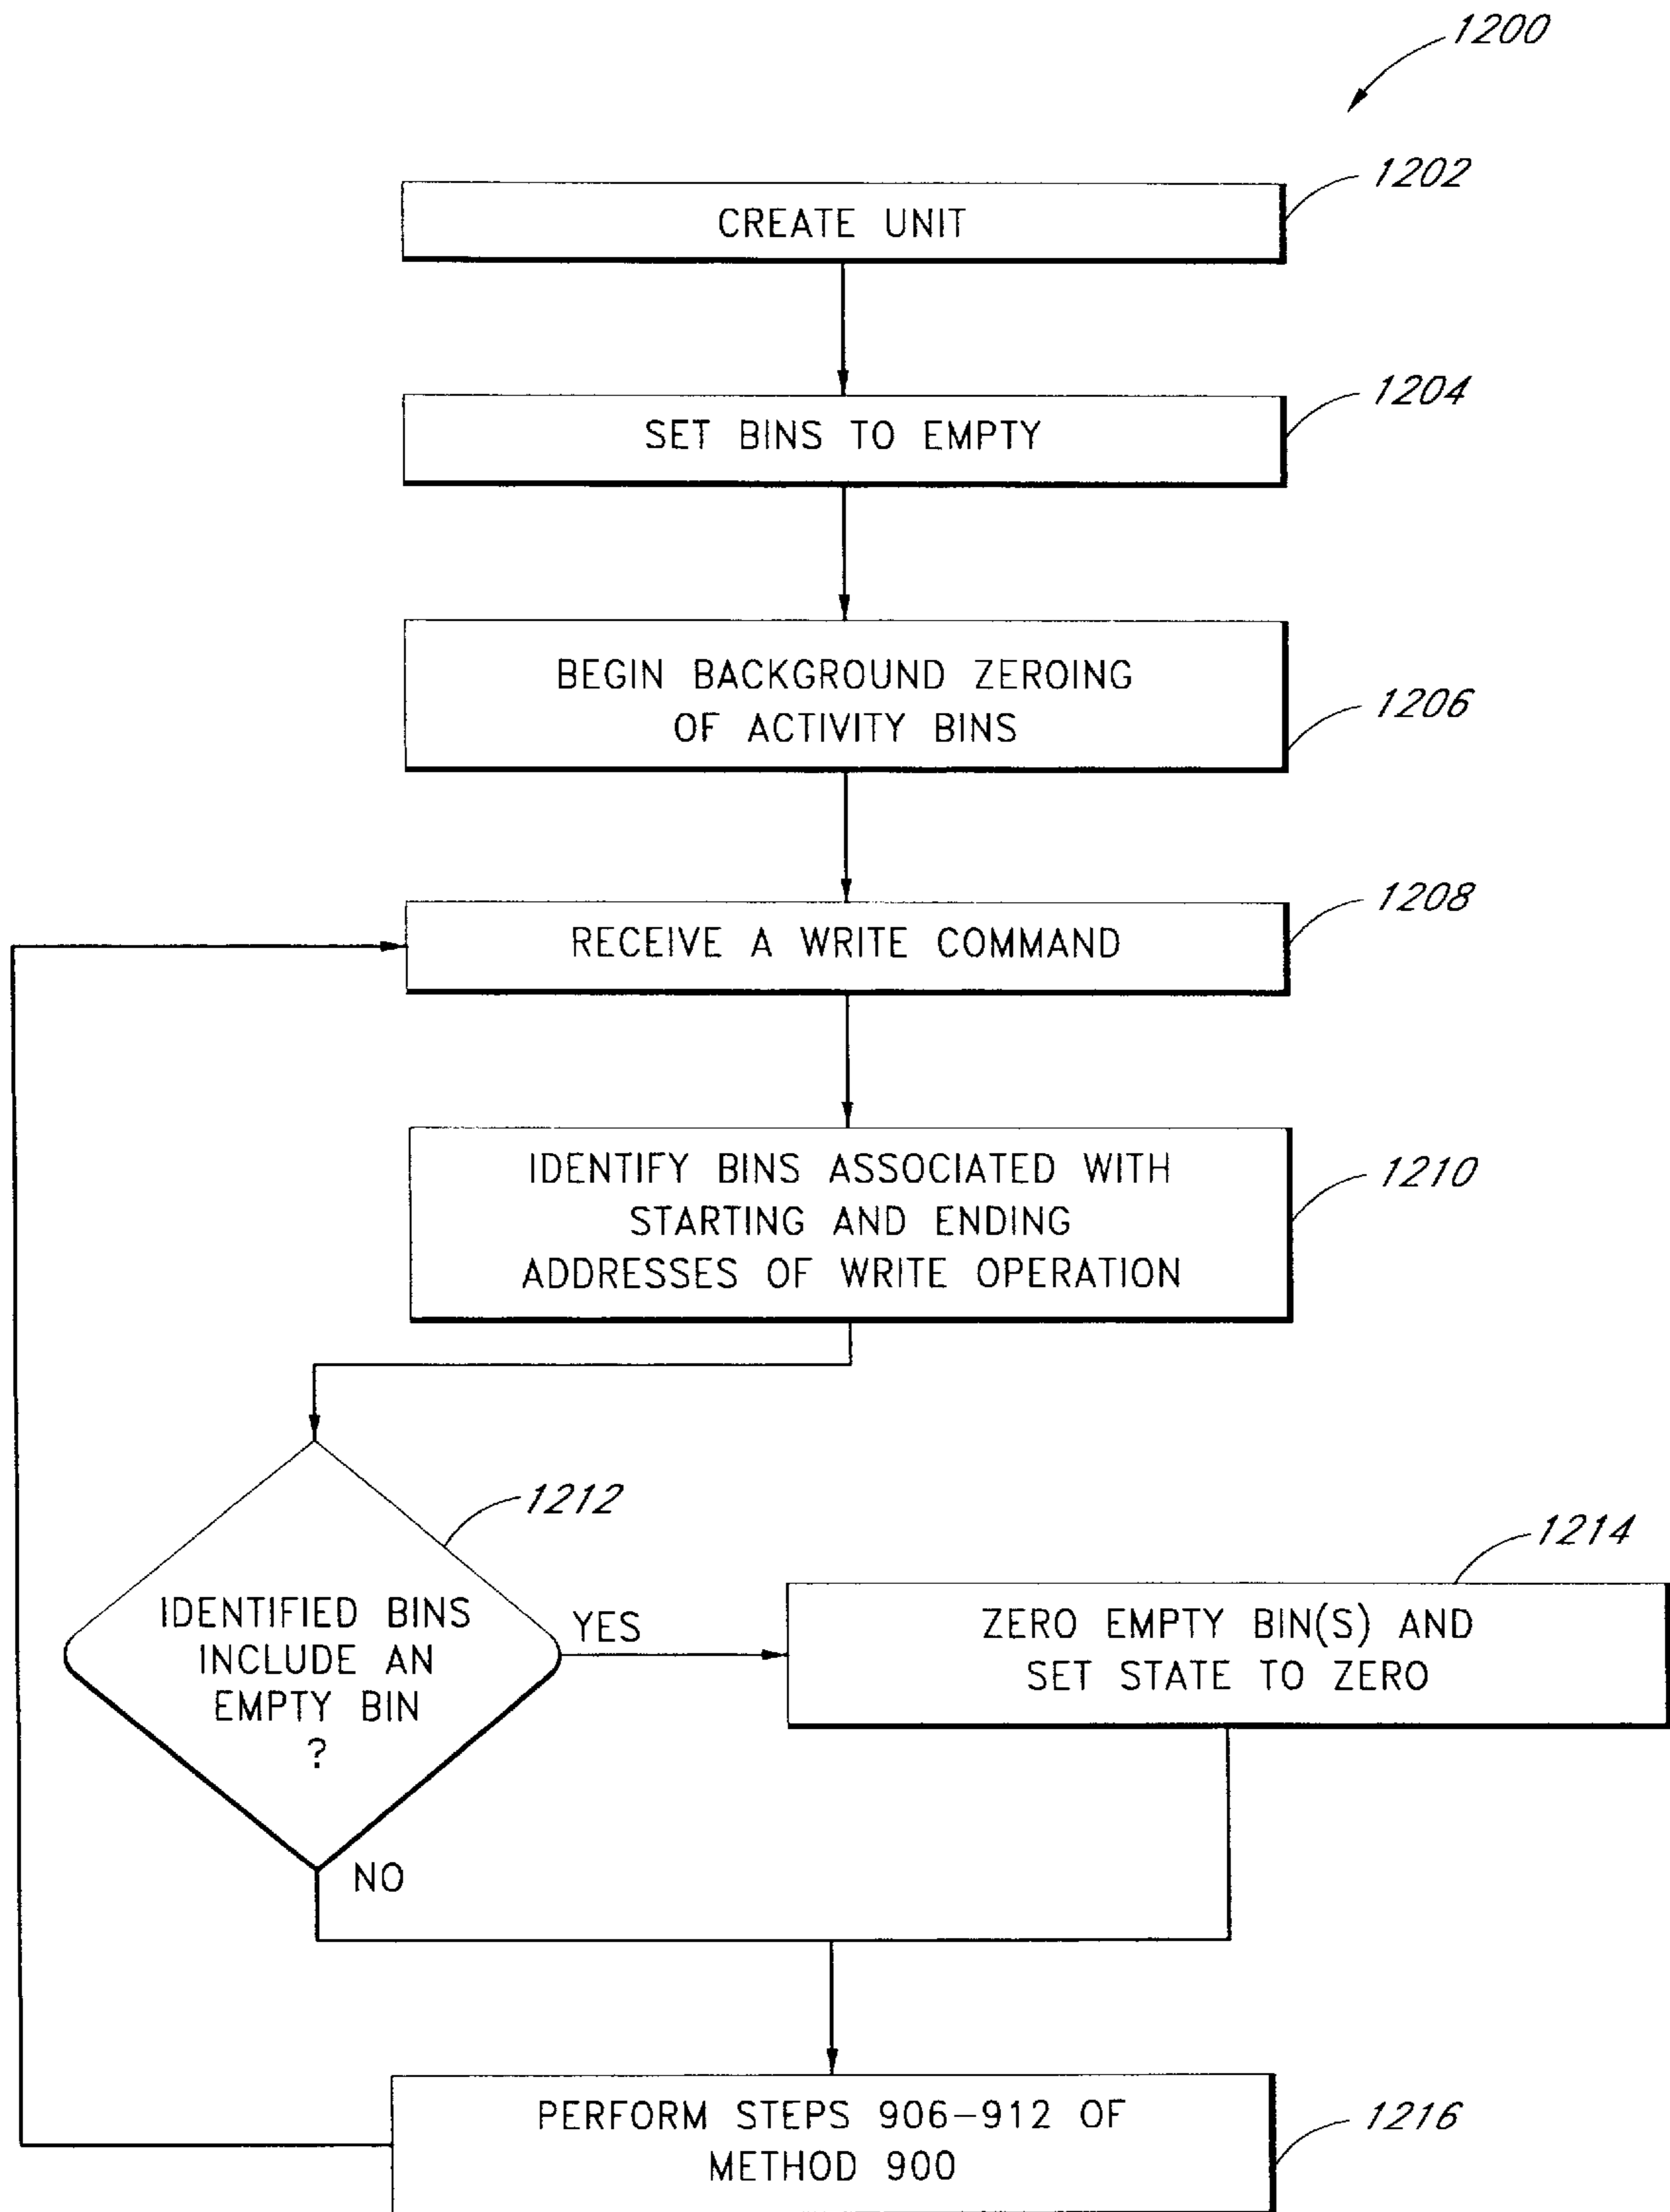 1200
1202
CREATE UNIT
1204
SET BINS TO EMPTY
BEGIN BACKGROUND ZEROING
OF ACTIVITY BINS
1206
1208
RECEIVE A WRITE COMMAND
IDENTIFY BINS ASSOCIATED WITH
STARTING AND ENDING
ADDRESSES OF WRITE OPERATION
1210
1212
IDENTIFIED BINS
INCLUDE AN
EMPTY BIN
?
YES
NO
1214
ZERO EMPTY BIN(S) AND
SET STATE TO ZERO
PERFORM STEPS 906-912 OF
METHOD 900
1216